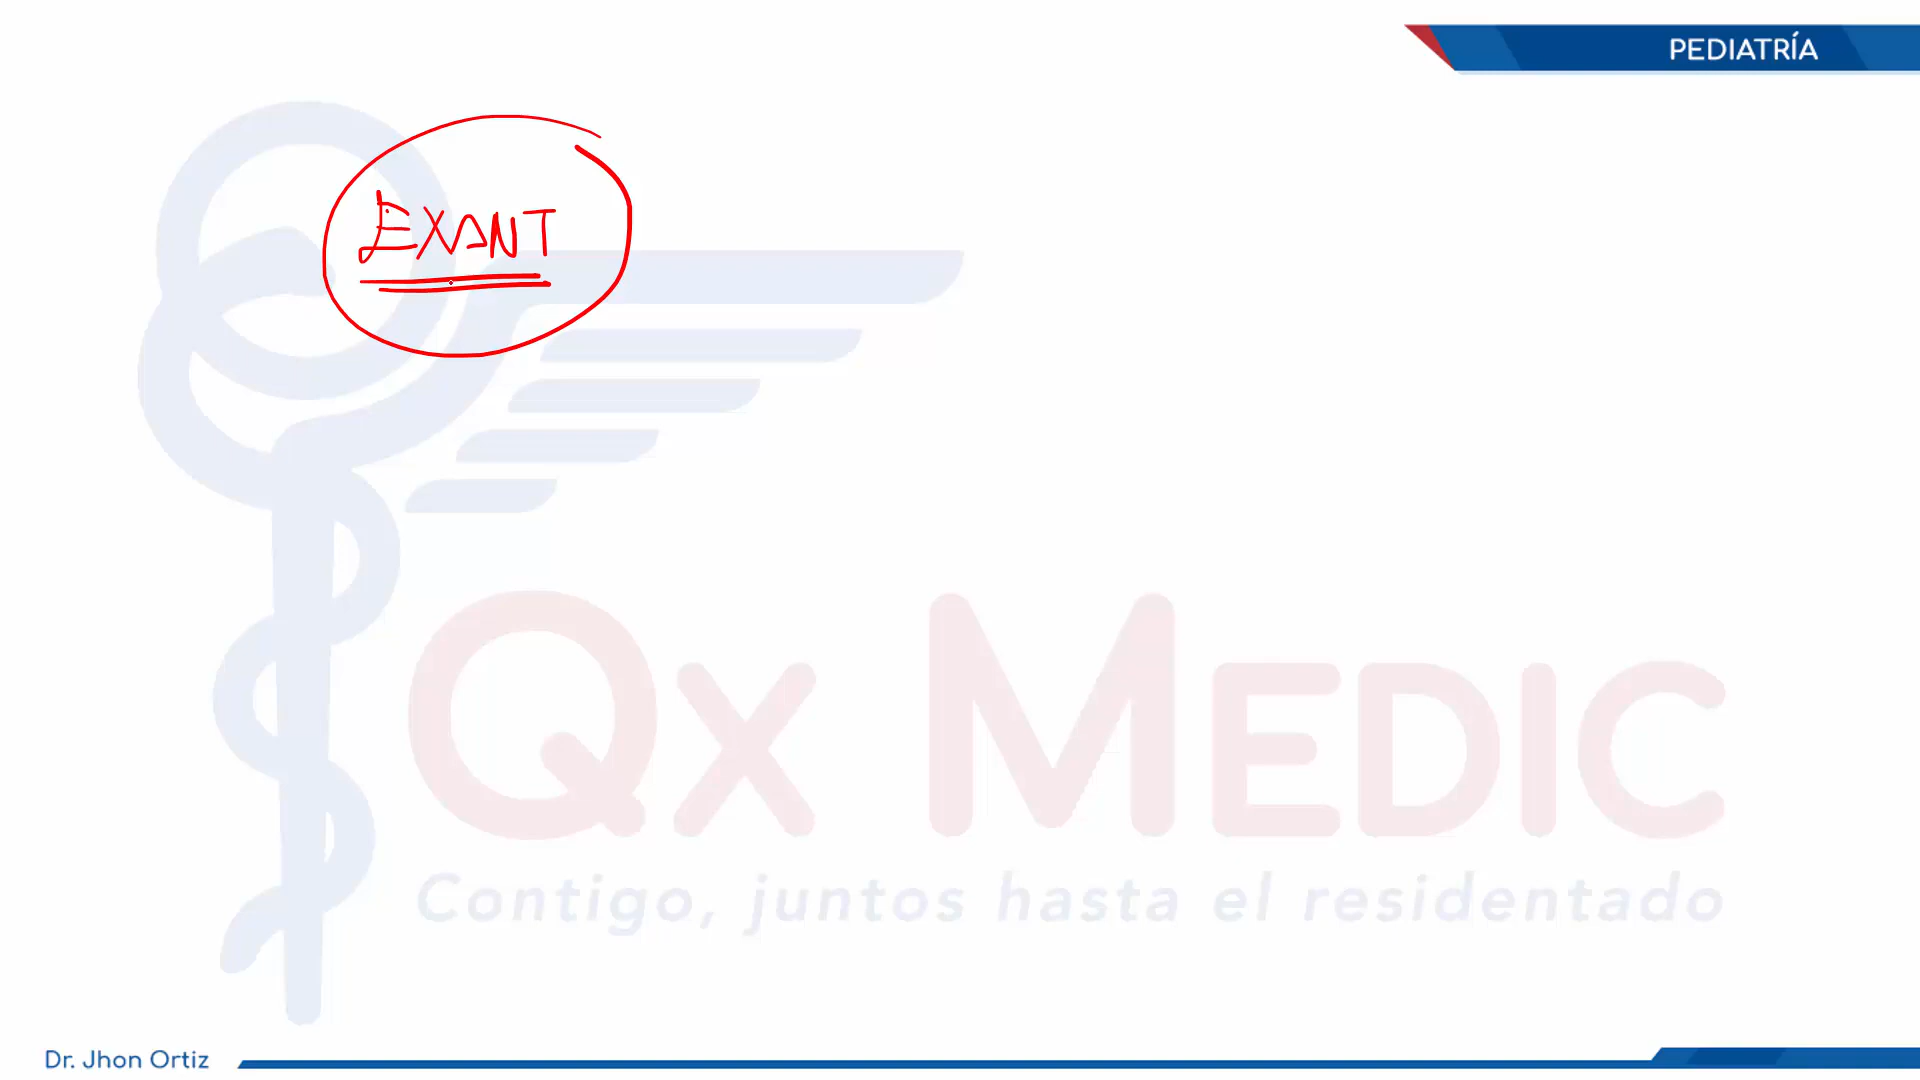 PEDIATRÍA
EXANT
Qx MEDIC
Contigo, juntos hasta el residentado
Dr. Jhon Ortiz